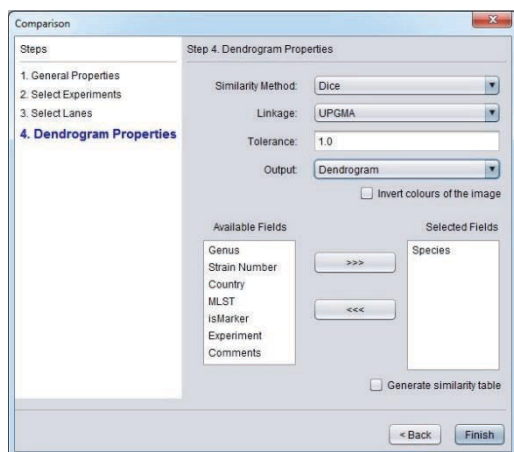 Comparison
Steps
1. General Properties
2. Select Experiments
3. Select Lanes
4. Dendrogram Properties
Step 4. Dendrogram Properties
Similarity Method: Dice
Linkage: UPGMA
Tolerance: 1.0
Output: Dendrogram
Invert colours of the image
Available Fields
Genus
Strain Number
Country
MLST
isMarker
Experiment
Comments
>>>
<<<
Selected Fields
Species
Generate similarity table
< Back Finish